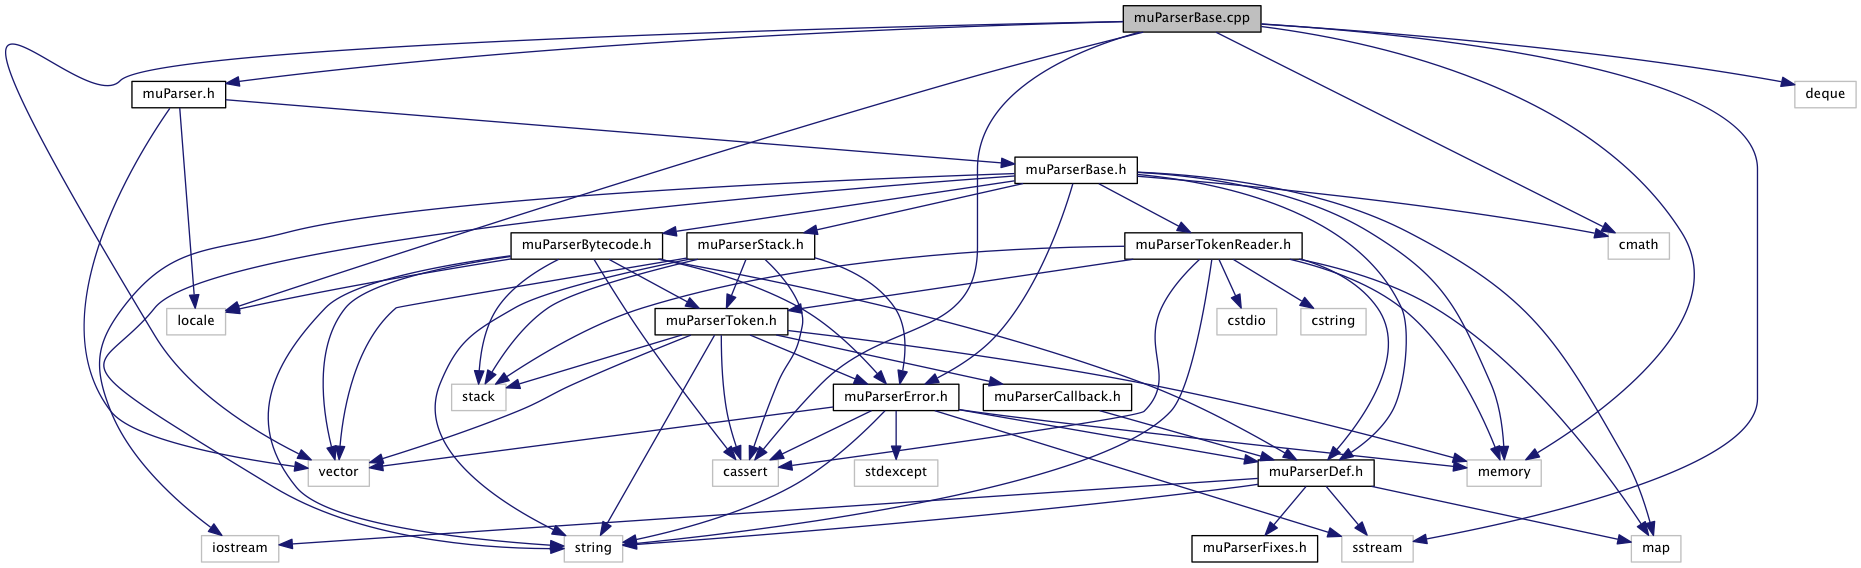 muParserBase.cpp
muParser.h
deque
muParserBase.h
muParserBytecode.h
muParserStack.h
muParserTokenReader.h
cmath
locale
muParserToken.h
cstdio
cstring
stack
muParserError.h
muParserCallback.h
vector
cassert
stdexcept
muParserDef.h
memory
iostream
string
muParserFixes.h
sstream
map